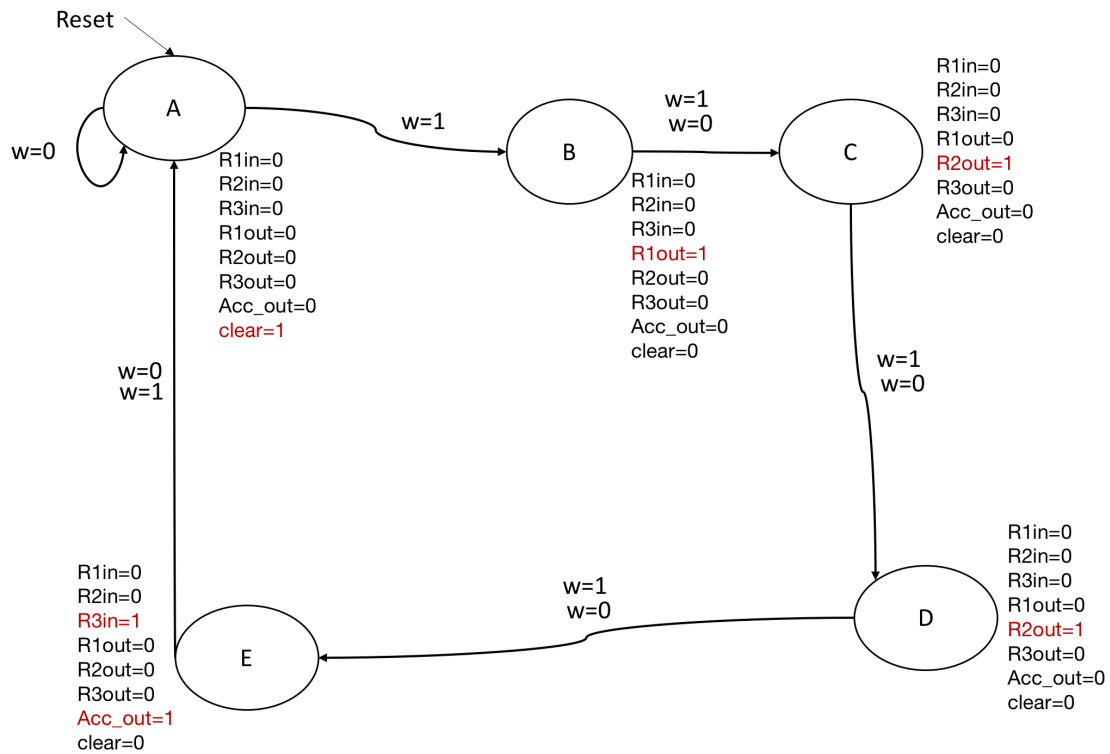 Reset
A
w=0
w=1
R1in=0
R2in=0
R3in=0
R1out=0
R2out=0
R3out=0
Acc_out=0
clear=1
B
w=1
w=0
R1in=0
R2in=0
R3in=0
R1out=1
R2out=0
R3out=0
Acc_out=0
clear=0
C
R1in=0
R2in=0
R3in=0
R1out=0
R2out=1
R3out=0
Acc_out=0
clear=0
w=1
w=0
D
R1in=0
R2in=0
R3in=0
R1out=0
R2out=1
R3out=0
Acc_out=0
clear=0
w=1
w=0
E
R1in=0
R2in=0
R3in=1
R1out=0
R2out=0
R3out=0
Acc_out=1
clear=0
w=0
w=1